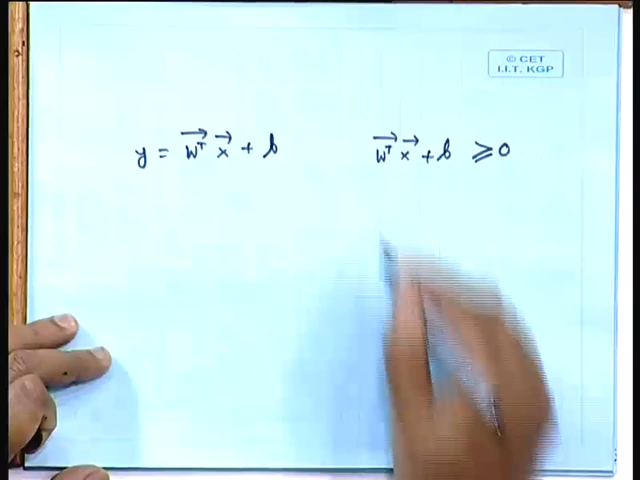 © CET
I.I.T. KGP
y = w^T x + b    w^T x + b ⩾ 0